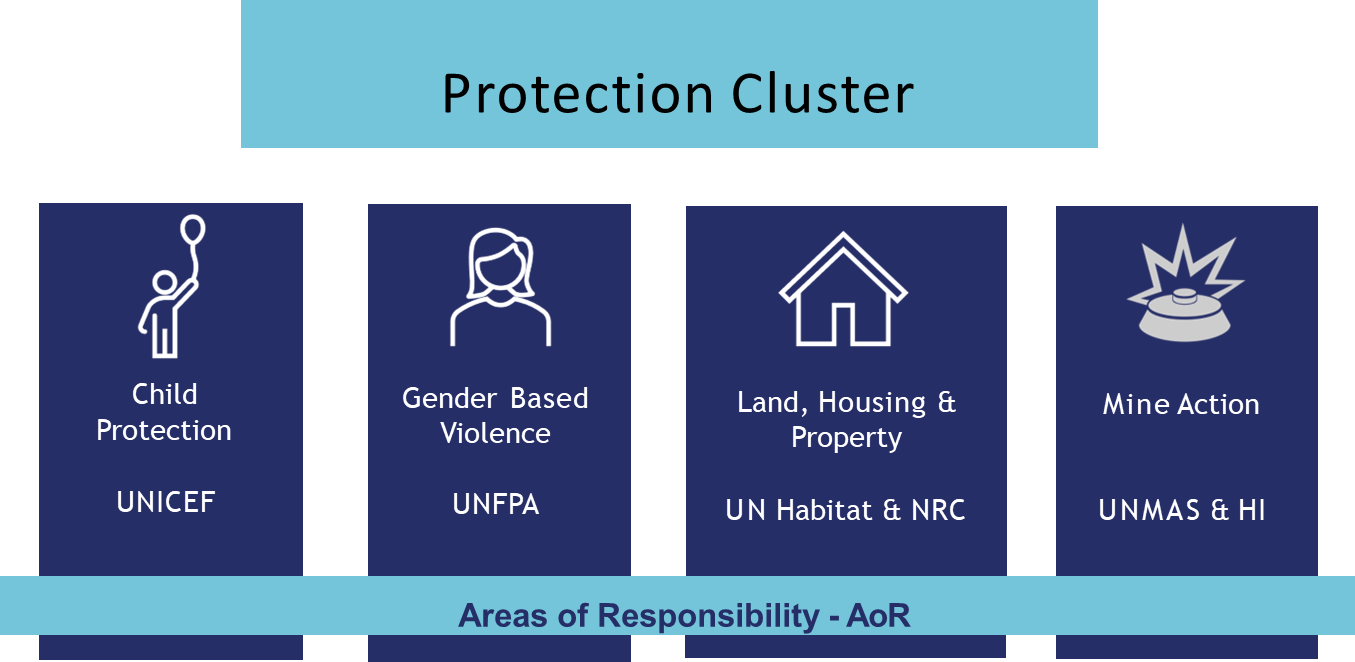 Protection Cluster
Child
Protection
UNICEF
Gender Based
Violence
UNFPA
Land, Housing &
Property
UN Habitat & NRC
Mine Action
UNMAS & HI
Areas of Responsibility - AoR